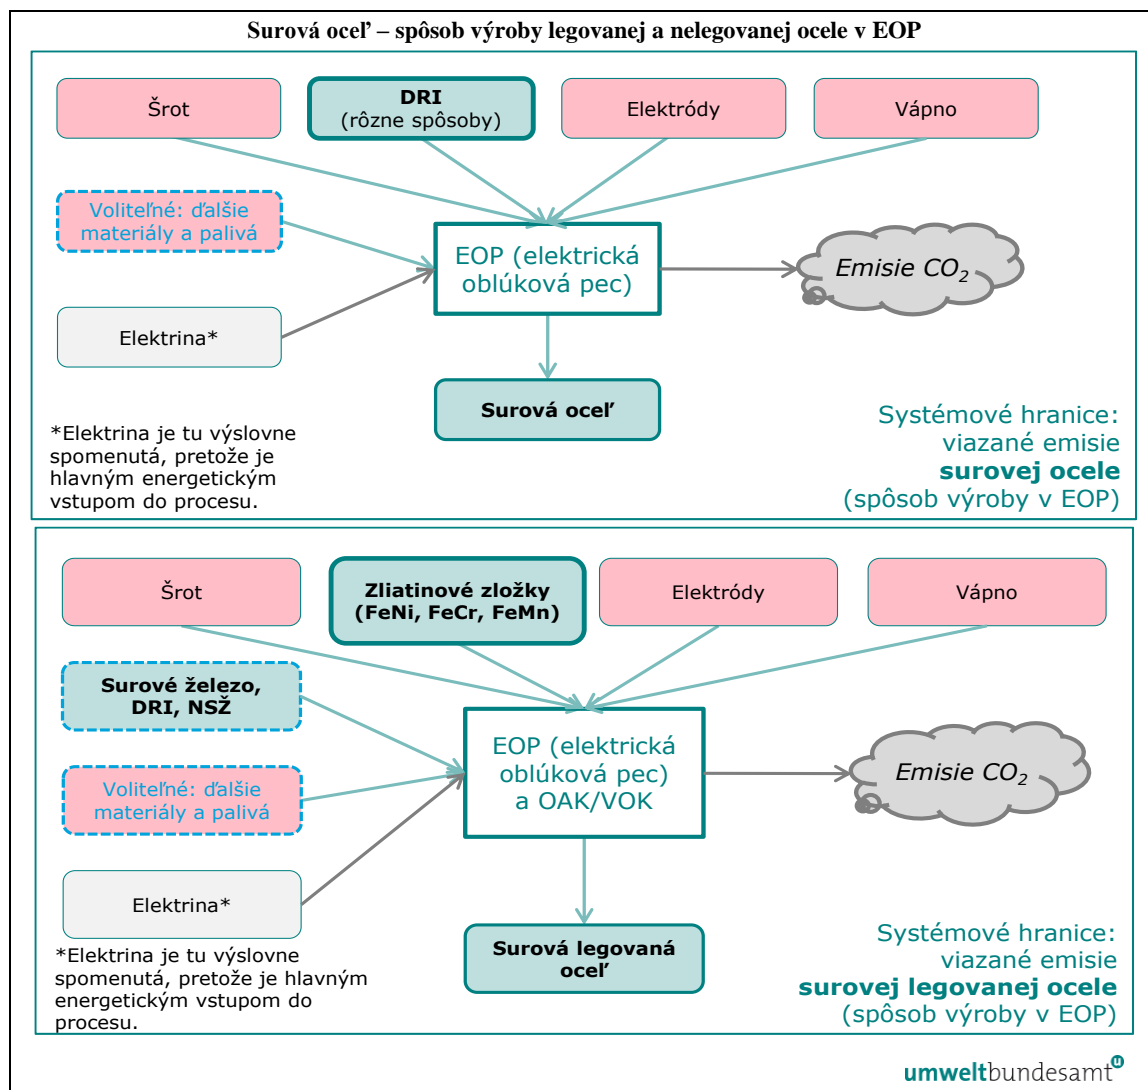 Surová oceľ – spôsob výroby legovanej a nelegovanej ocele v EOP
Šrot
DRI
(rôzne spôsoby)
Elektródy
Vápno
Voliteľné: ďalšie
materiály a palivá
EOP (elektrická
oblúková pec)
Emisie CO2
Elektrina*
Surová oceľ
*Elektrina je tu výslovne
spomenutá, pretože je
hlavným energetickým
vstupom do procesu.
Systémové hranice:
viazané emisie
surovej ocele
(spôsob výroby v EOP)
Šrot
Zliatinové zložky
(FeNi, FeCr, FeMn)
Elektródy
Vápno
Surové železo,
DRI, NSŽ
EOP (elektrická
oblúková pec)
a OAK/VOK
Emisie CO2
Voliteľné: ďalšie
materiály a palivá
Elektrina*
Surová legovaná
oceľ
*Elektrina je tu výslovne
spomenutá, pretože je hlavným
energetickým vstupom do
procesu.
Systémové hranice:
viazané emisie
surovej legovanej ocele
(spôsob výroby v EOP)
umweltbundesamt u